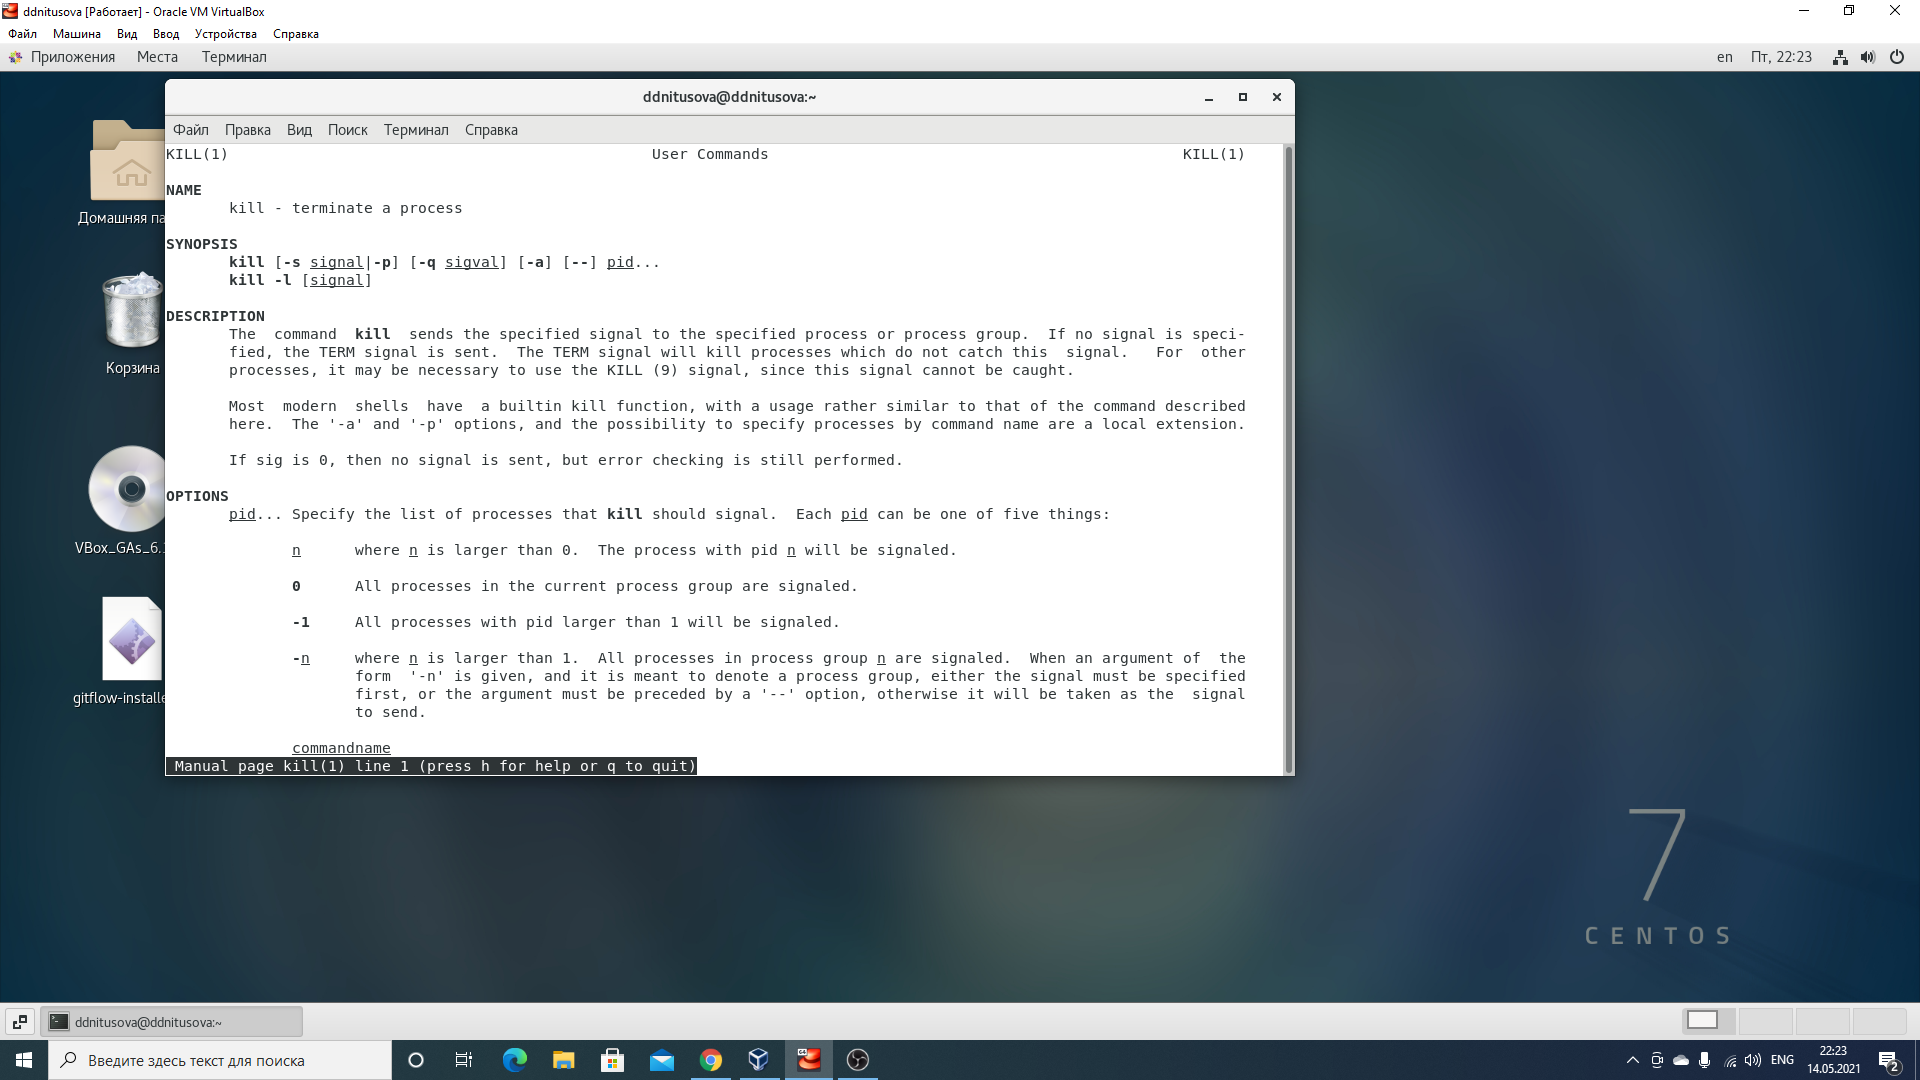 ddnitusova [Работает] - Oracle VM VirtualBox
Файл Машина Вид Ввод Устройства Справка
Приложения Места Терминал en Пт, 22:23
ddnitusova@ddnitusova:~
Файл Правка Вид Поиск Терминал Справка
KILL(1) User Commands KILL(1)
NAME
kill - terminate a process
SYNOPSIS
kill [-s signal|-p] [-q sigval] [-a] [--] pid...
kill -l [signal]
DESCRIPTION
The command kill sends the specified signal to the specified process or process group. If no signal is speci-
fied, the TERM signal is sent. The TERM signal will kill processes which do not catch this signal. For other
processes, it may be necessary to use the KILL (9) signal, since this signal cannot be caught.
Most modern shells have a builtin kill function, with a usage rather similar to that of the command described
here. The '-a' and '-p' options, and the possibility to specify processes by command name are a local extension.
If sig is 0, then no signal is sent, but error checking is still performed.
OPTIONS
pid... Specify the list of processes that kill should signal. Each pid can be one of five things:
n where n is larger than 0. The process with pid n will be signaled.
0 All processes in the current process group are signaled.
-1 All processes with pid larger than 1 will be signaled.
-n where n is larger than 1. All processes in process group n are signaled. When an argument of the
form '-n' is given, and it is meant to denote a process group, either the signal must be specified
first, or the argument must be preceded by a '--' option, otherwise it will be taken as the signal
to send.
commandname
Manual page kill(1) line 1 (press h for help or q to quit)
Домашняя па
Корзина
VBox_GAs_6.
gitflow-installe
7
CENTOS
ddnitusova@ddnitusova:~
Введите здесь текст для поиска
64
ENG
22:23
14.05.2021
2